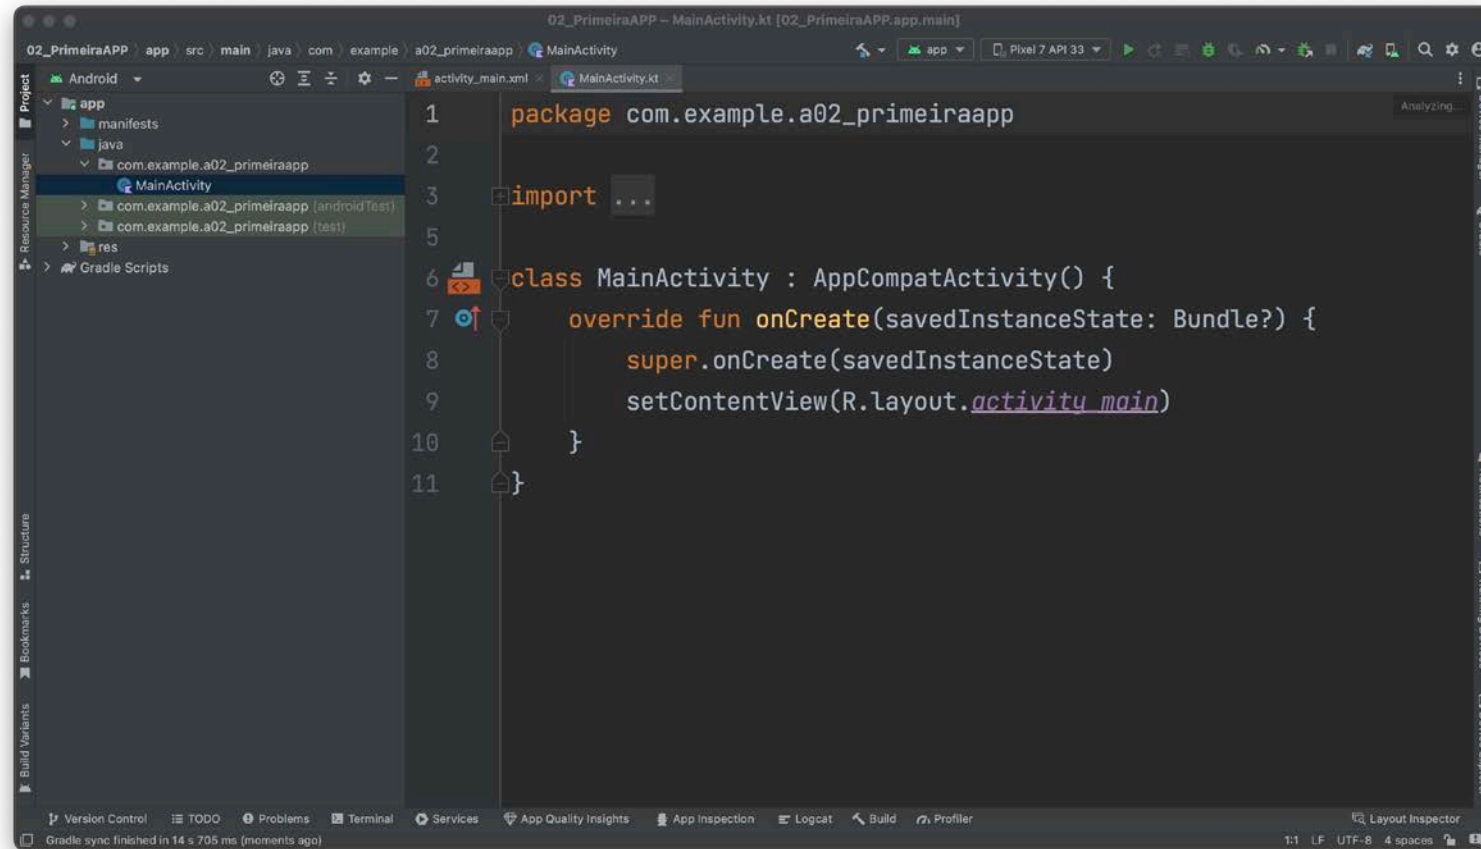 02_PrimeiraAPP – MainActivity.kt [02_PrimeiraAPP.app.main]
02_PrimeiraAPP app src main java com example a02_primeiraapp MainActivity
app Pixel 7 API 33
Project
Resource Manager
Structure
Bookmarks
Build Variants
Android
app
manifests
java
com.example.a02_primeiraapp
MainActivity
com.example.a02_primeiraapp (androidTest)
com.example.a02_primeiraapp (test)
res
Gradle Scripts
activity_main.xml MainActivity.kt
Analyzing...
1 package com.example.a02_primeiraapp
2
3 import ...
5
6 class MainActivity : AppCompatActivity() {
7 override fun onCreate(savedInstanceState: Bundle?) {
8 super.onCreate(savedInstanceState)
9 setContentView(R.layout.activity_main)
10 }
11 }
Version Control TODO Problems Terminal Services App Quality Insights App Inspection Logcat Build Profiler Layout Inspector
Gradle sync finished in 14 s 705 ms (moments ago) 1:1 LF UTF-8 4 spaces